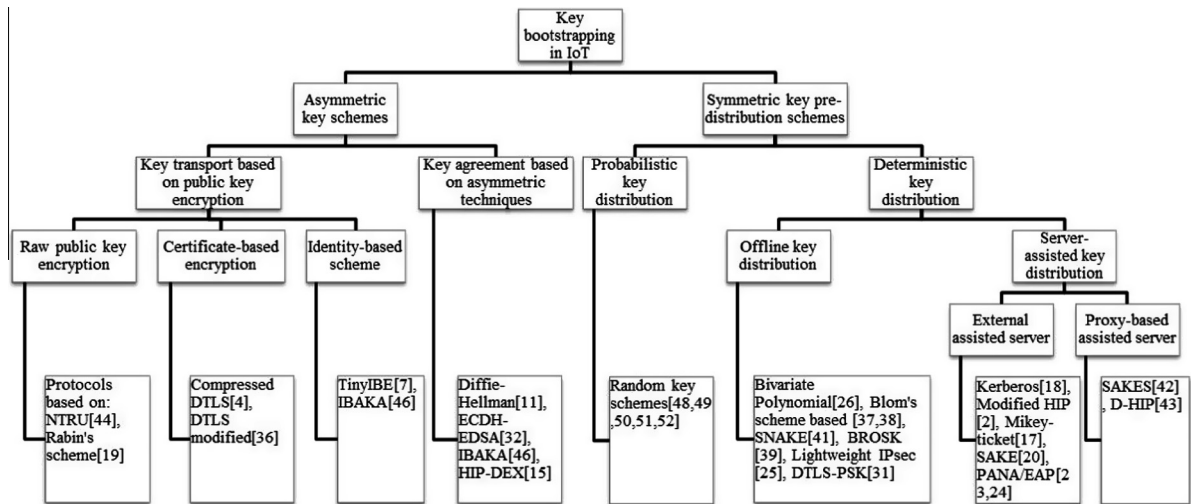 Key
bootstrapping
in IoT
Asymmetric
key schemes
Symmetric key pre-
distribution schemes
Key transport based
on public key
encryption
Key agreement based
on asymmetric
techniques
Probabilistic
key
distribution
Deterministic
key
distribution
Raw public key
encryption
Certificate-based
encryption
Identity-based
scheme
Offline key
distribution
Server-
assisted key
distribution
External
assisted server
Proxy-based
assisted server
Protocols
based on:
NTRU[44],
Rabin's
scheme[19]
Compressed
DTLS[4],
DTLS
modified[36]
TinyIBE[7],
IBAKA[46]
Diffie-
Hellman[11],
ECDH-
EDSA[32],
IBAKA[46],
HIP-DEX[15]
Random key
schemes[48,49
,50,51,52]
Bivariate
Polynomial[26], Blom's
scheme based [37,38],
SNAKE[41], BROSK
[39], Lightweight IPsec
[25], DTLS-PSK[31]
Kerberos[18],
Modified HIP
[2], Mikey-
ticket[17],
SAKE[20],
PANA/EAP[2
3,24]
SAKES[42]
, D-HIP[43]